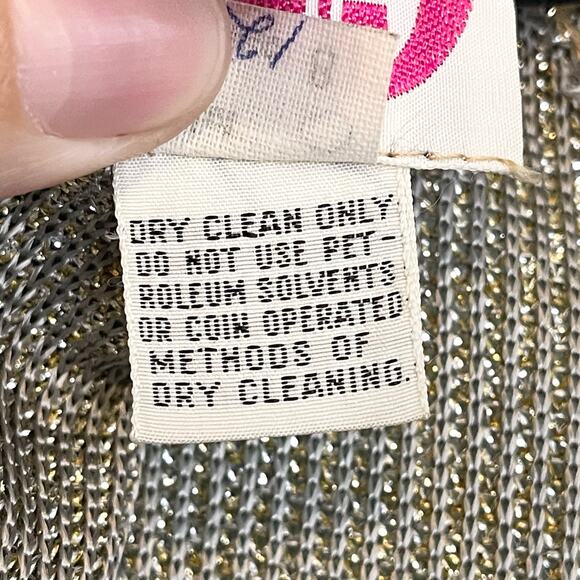 DRY CLEAN ONLY
DO NOT USE PET-
ROLEUM SOLVENTS
OR COIN OPERATED
METHODS OF
DRY CLEANING.